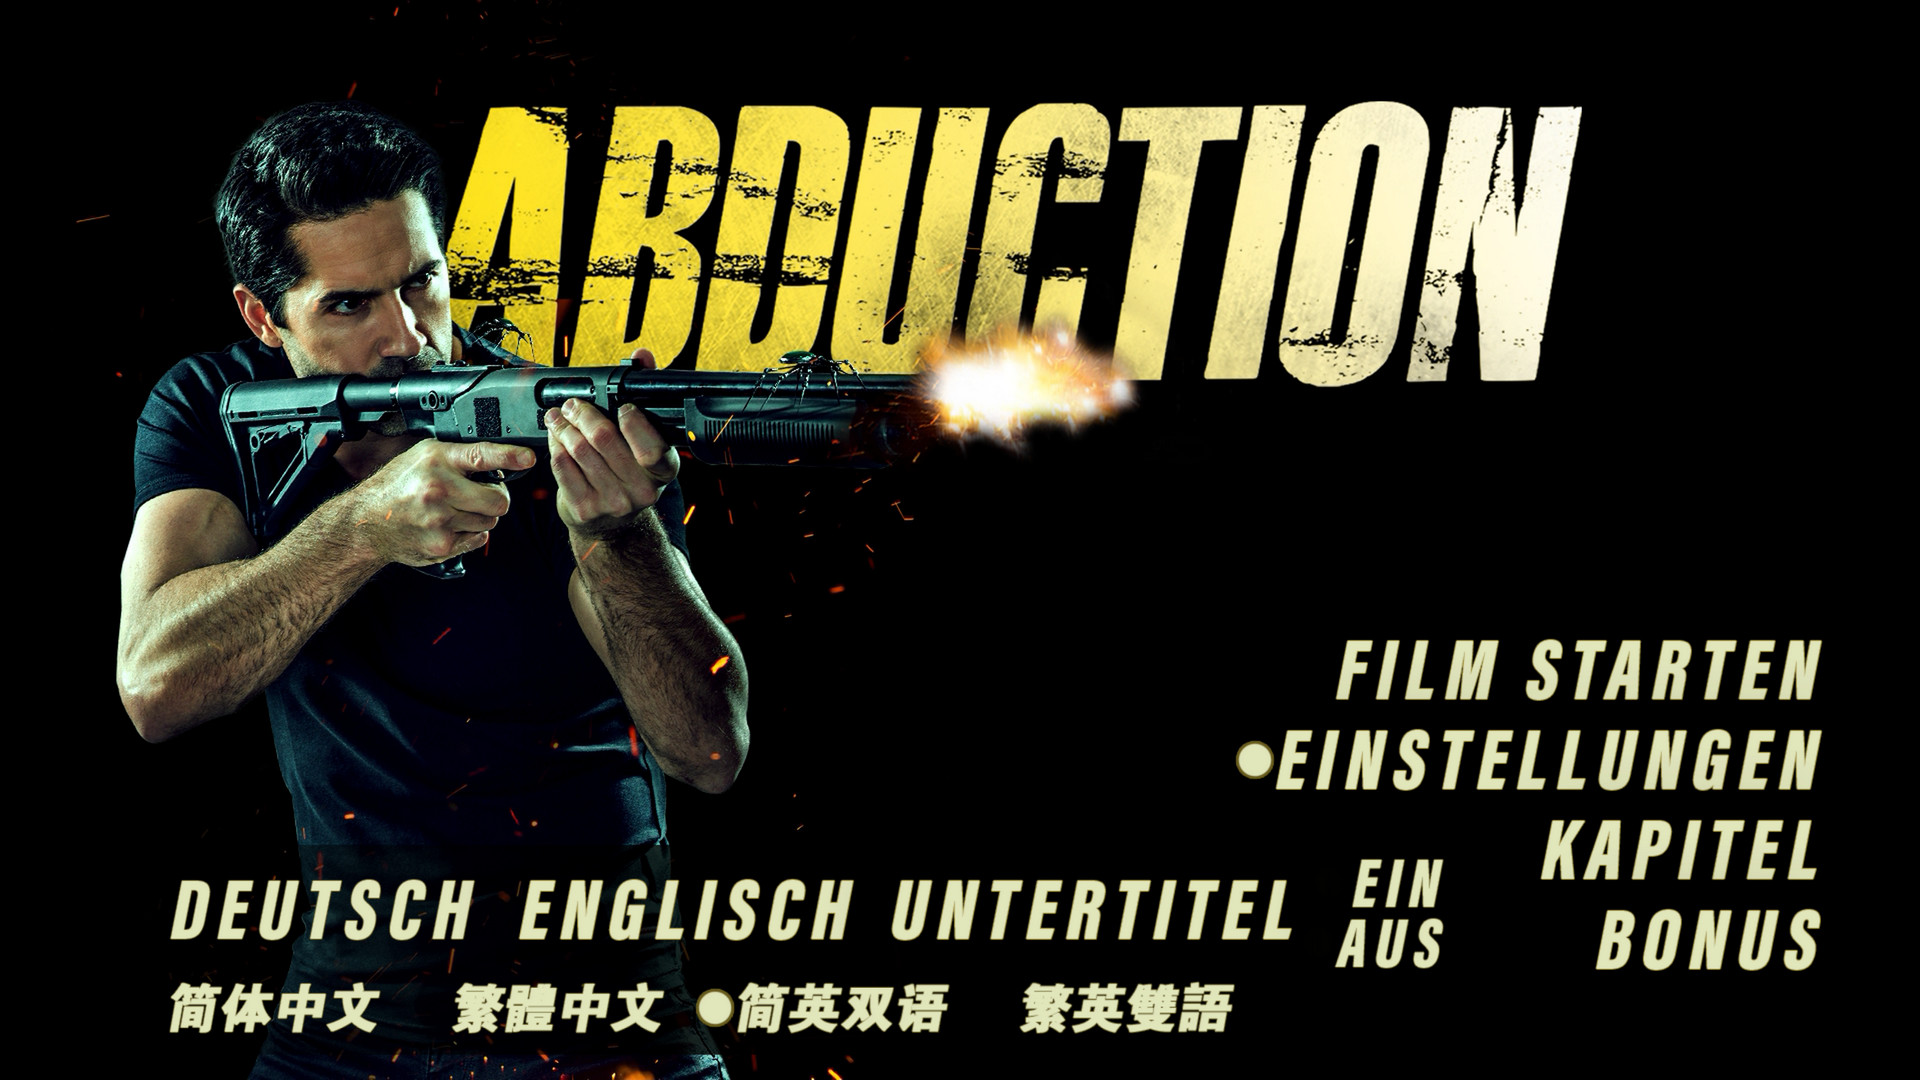 ABDUCTION
FILM STARTEN
EINSTELLUNGEN
KAPITEL
BONUS
DEUTSCH ENGLISCH UNTERTITEL
EIN
AUS
简体中文 繁體中文 简英双语 繁英雙語